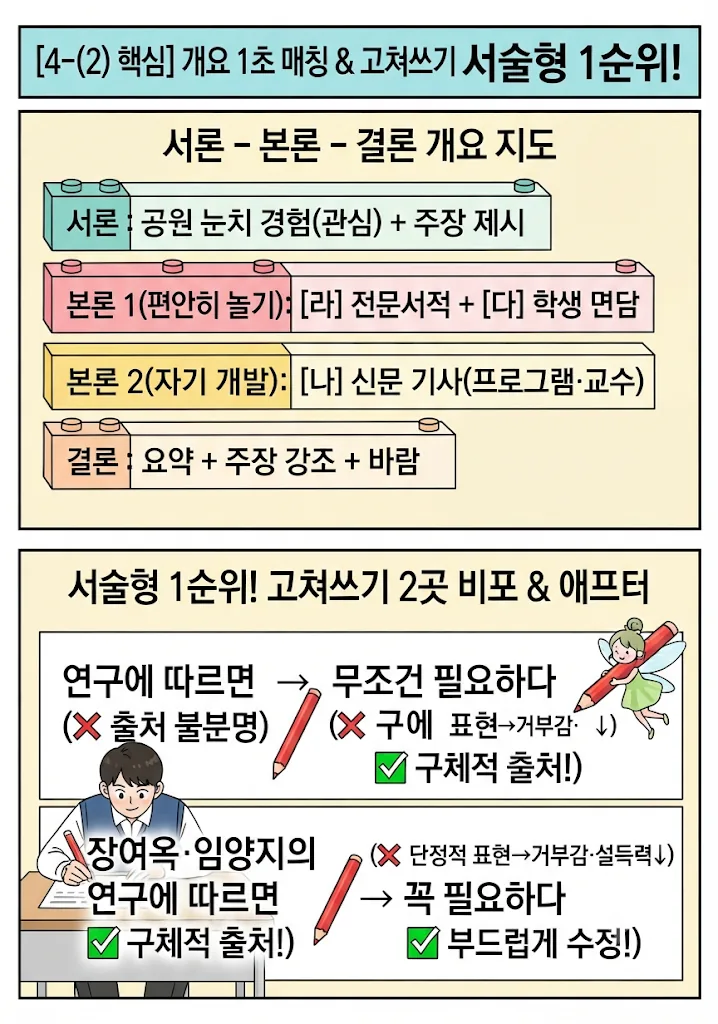 [4-(2) 핵심] 개요 1초 매칭 & 고쳐쓰기 서술형 1순위!
서론 - 본론 - 결론 개요 지도
서론 : 공원 눈치 경험(관심) + 주장 제시
본론 1(편안히 놀기): [라] 전문서적 + [다] 학생 면담
본론 2(자기 개발): [나] 신문 기사(프로그램·교수)
결론 : 요약 + 주장 강조 + 바람
서술형 1순위! 고쳐쓰기 2곳 비포 & 애프터
연구에 따르면 → 무조건 필요하다
(❌ 출처 불분명) (❌ 구에 표현→거부감· ↓)
✅ 구체적 출처!)
장여옥·임양지의 (❌ 단정적 표현→거부감·설득력↓)
연구에 따르면 → 꼭 필요하다
✅ 구체적 출처!) ✅ 부드럽게 수정!)